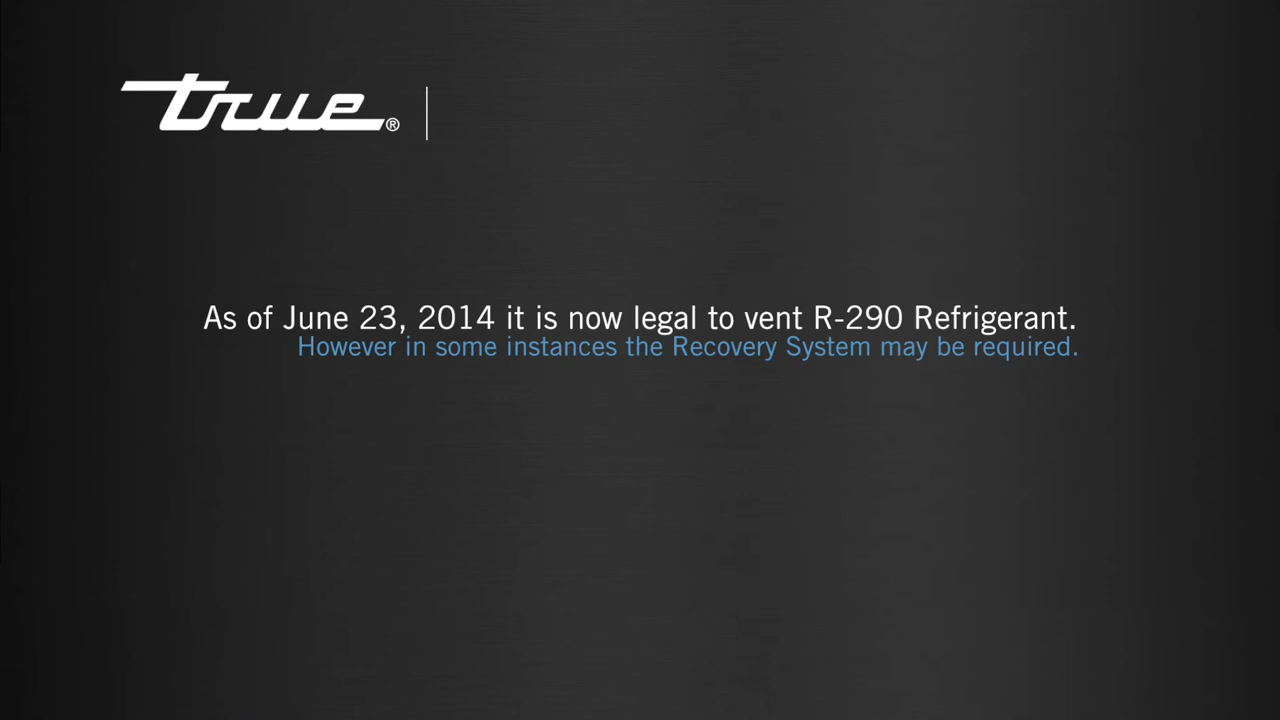 true®
As of June 23, 2014 it is now legal to vent R-290 Refrigerant.
However in some instances the Recovery System may be required.